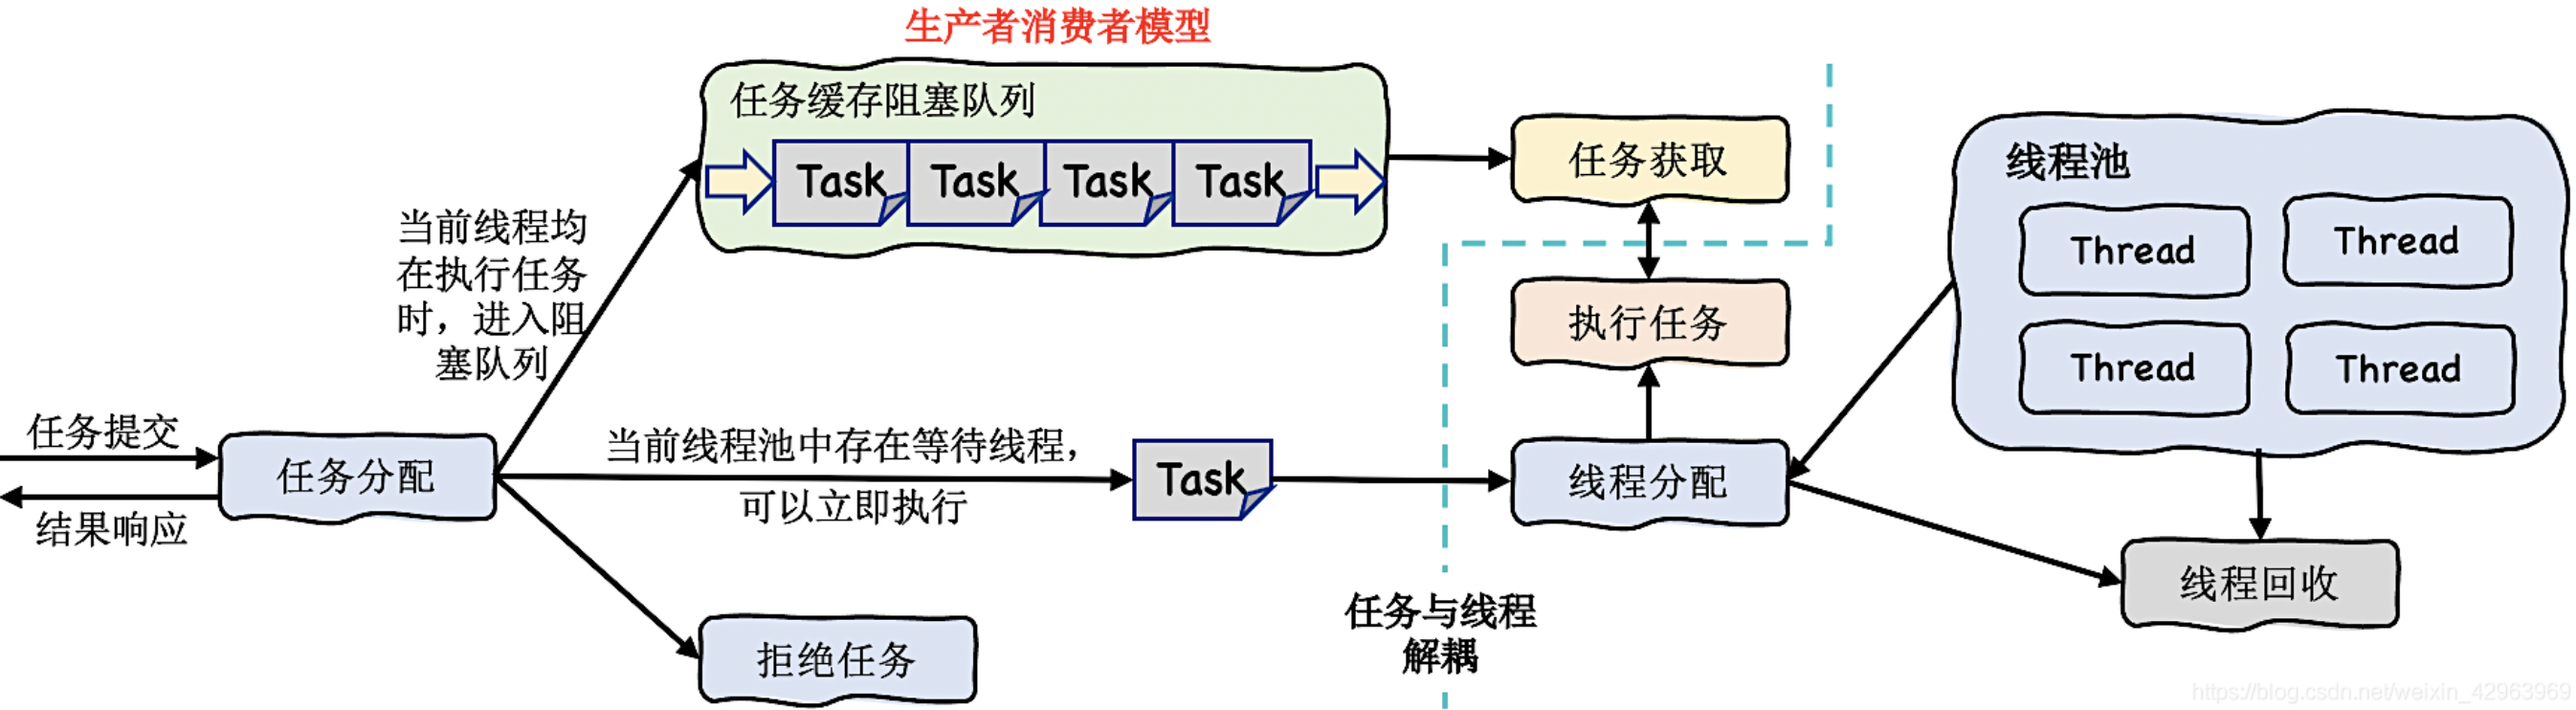 生产者消费者模型
任务缓存阻塞队列
Task Task Task Task
任务获取
线程池
Thread Thread
Thread Thread
当前线程均
在执行任务
时，进入阻
塞队列
执行任务
任务提交
任务分配
结果响应
当前线程池中存在等待线程，
可以立即执行
Task
线程分配
线程回收
任务与线程
解耦
拒绝任务
https://blog.csdn.net/weixin_42963969